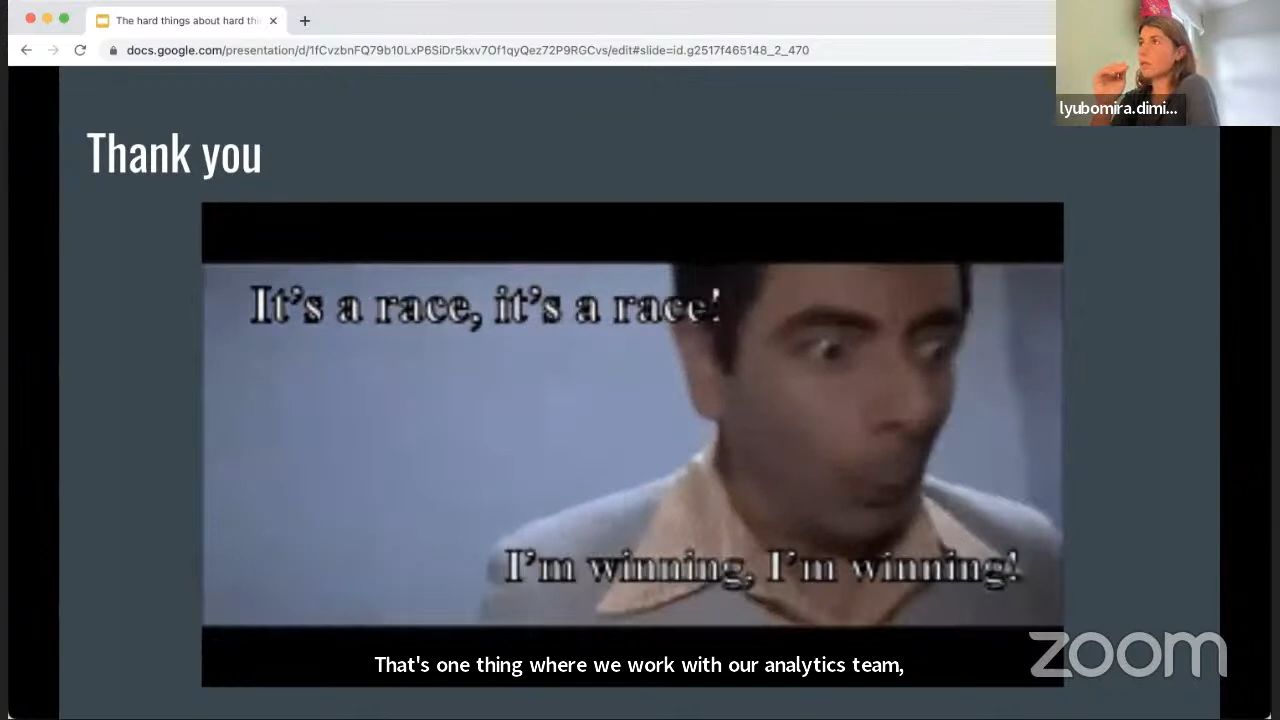 The hard things about hard thi
docs.google.com/presentation/d/1fCvzbnFQ79b10LxP6SiDr5kxv7Of1qyQez72P9RGCvs/edit#slide=id.g2517f465148_2_470
lyubomira.dimi...
Thank you
It's a race, it's a race!
I'm winning, I'm winning!
That's one thing where we work with our analytics team,
zoom